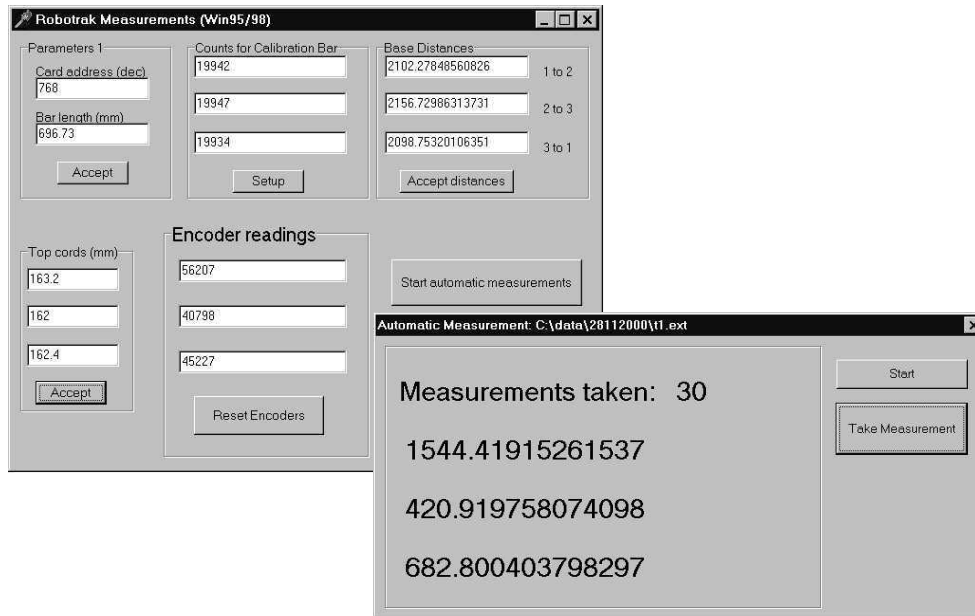 Robotrak Measurements (Win95/98)
Parameters 1
Card address (dec)
768
Bar length (mm)
696.73
Accept
Counts for Calibration Bar
19942
19947
19934
Setup
Base Distances
2102.27848560826 1 to 2
2156.72986313731 2 to 3
2098.75320106351 3 to 1
Accept distances
Top cords (mm)
163.2
162
162.4
Accept
Encoder readings
56207
40798
45227
Reset Encoders
Start automatic measurements
Automatic Measurement: C:\data\28112000\t1.ext
Measurements taken: 30
1544.41915261537
420.919758074098
682.800403798297
Start
Take Measurement